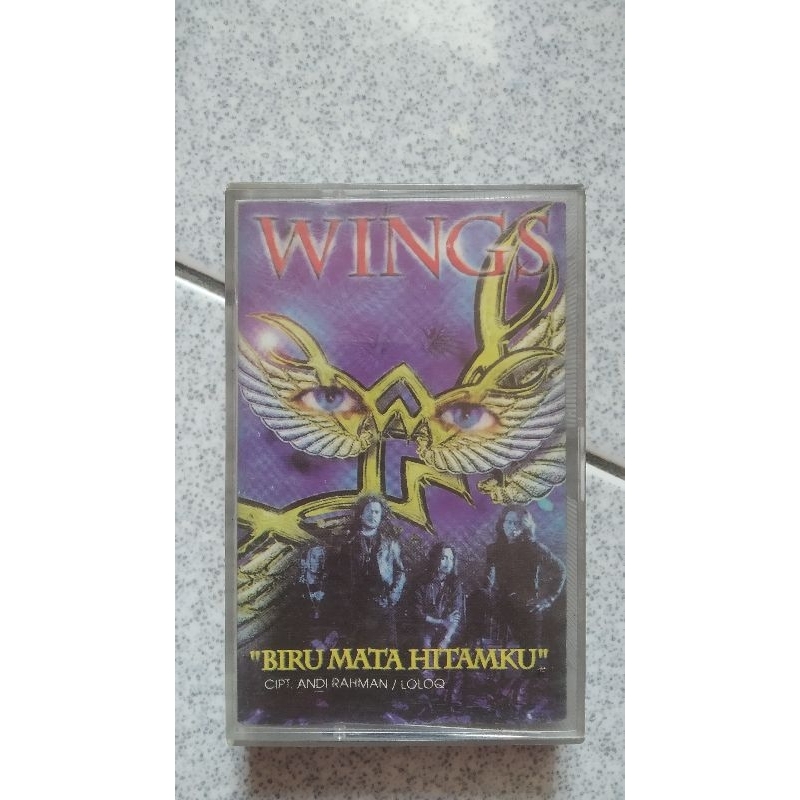 WINGS
"BIRU MATA HITAMKU"
CIPT. ANDI RAHMAN / LOLOQ